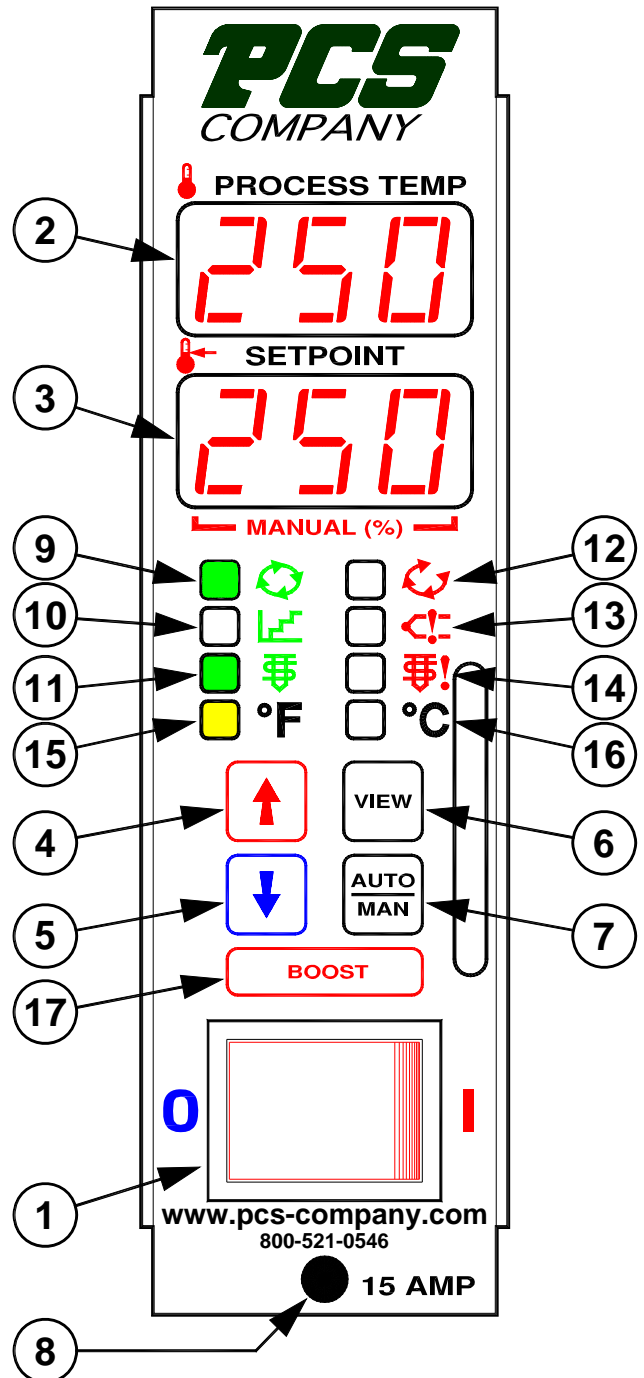 PCS
COMPANY
PROCESS TEMP
2
250
SETPOINT
3
250
MANUAL (%)
9
12
10
13
11
14
15
°F
°C
16
4
VIEW
6
5
AUTO
MAN
7
17
BOOST
O
I
1
www.pcs-company.com
800-521-0546
15 AMP
8